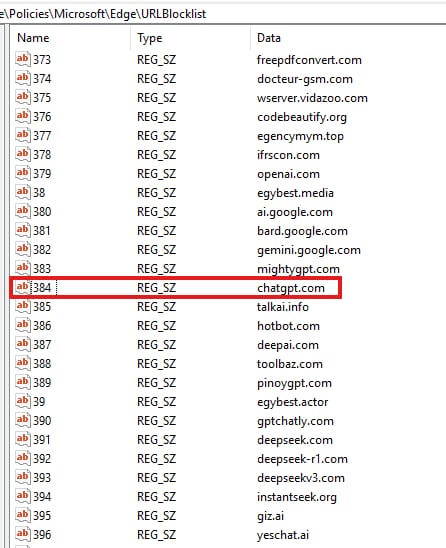 e\Policies\Microsoft\Edge\URLBlocklist
Name Type Data
373 REG_SZ freepdfconvert.com
374 REG_SZ docteur-gsm.com
375 REG_SZ wserver.vidazoo.com
376 REG_SZ codebeautify.org
377 REG_SZ egencymym.top
378 REG_SZ ifrscon.com
379 REG_SZ openai.com
38 REG_SZ egybest.media
380 REG_SZ ai.google.com
381 REG_SZ bard.google.com
382 REG_SZ gemini.google.com
383 REG_SZ mightygpt.com
384 REG_SZ chatgpt.com
385 REG_SZ talkai.info
386 REG_SZ hotbot.com
387 REG_SZ deepai.com
388 REG_SZ toolbaz.com
389 REG_SZ pinoygpt.com
39 REG_SZ egybest.actor
390 REG_SZ gptchatly.com
391 REG_SZ deepseek.com
392 REG_SZ deepseek-r1.com
393 REG_SZ deepseekv3.com
394 REG_SZ instantseek.org
395 REG_SZ giz.ai
396 REG_SZ yeschat.ai